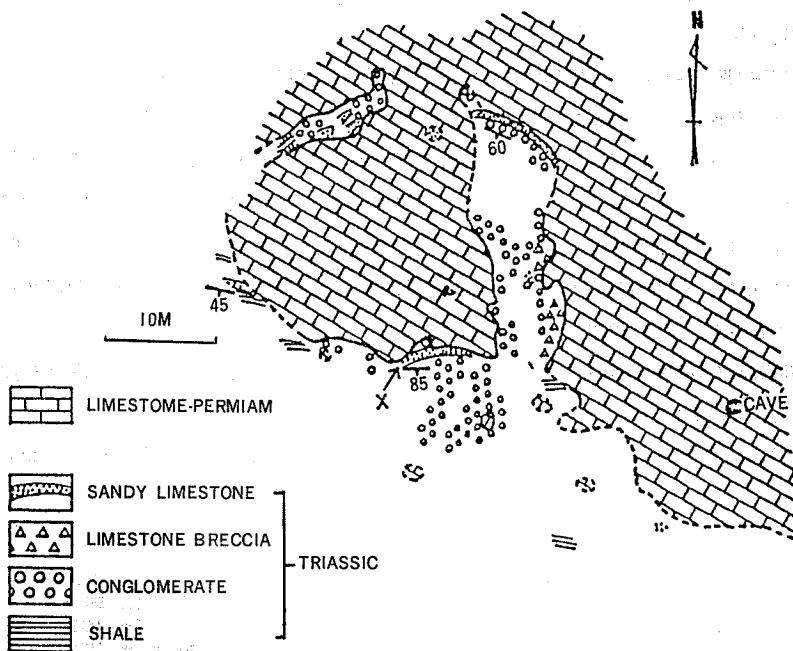 N
60
45
10M
85
X
CAVE
LIMESTOME-PERMIAM
SANDY LIMESTONE
LIMESTONE BRECCIA
TRIASSIC
CONGLOMERATE
SHALE